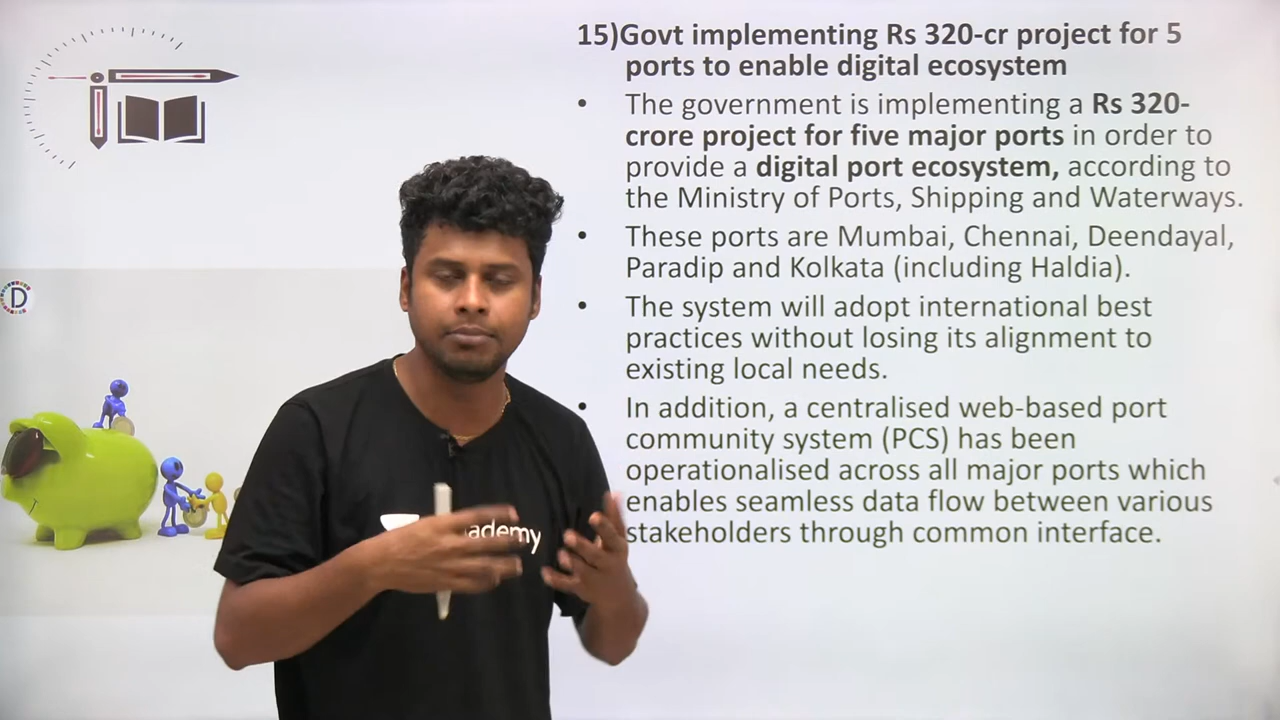 15)Govt implementing Rs 320-cr project for 5
ports to enable digital ecosystem
• The government is implementing a Rs 320-
crore project for five major ports in order to
provide a digital port ecosystem, according to
the Ministry of Ports, Shipping and Waterways.
• These ports are Mumbai, Chennai, Deendayal,
Paradip and Kolkata (including Haldia).
• The system will adopt international best
practices without losing its alignment to
existing local needs.
• In addition, a centralised web-based port
community system (PCS) has been
operationalised across all major ports which
enables seamless data flow between various
stakeholders through common interface.
D